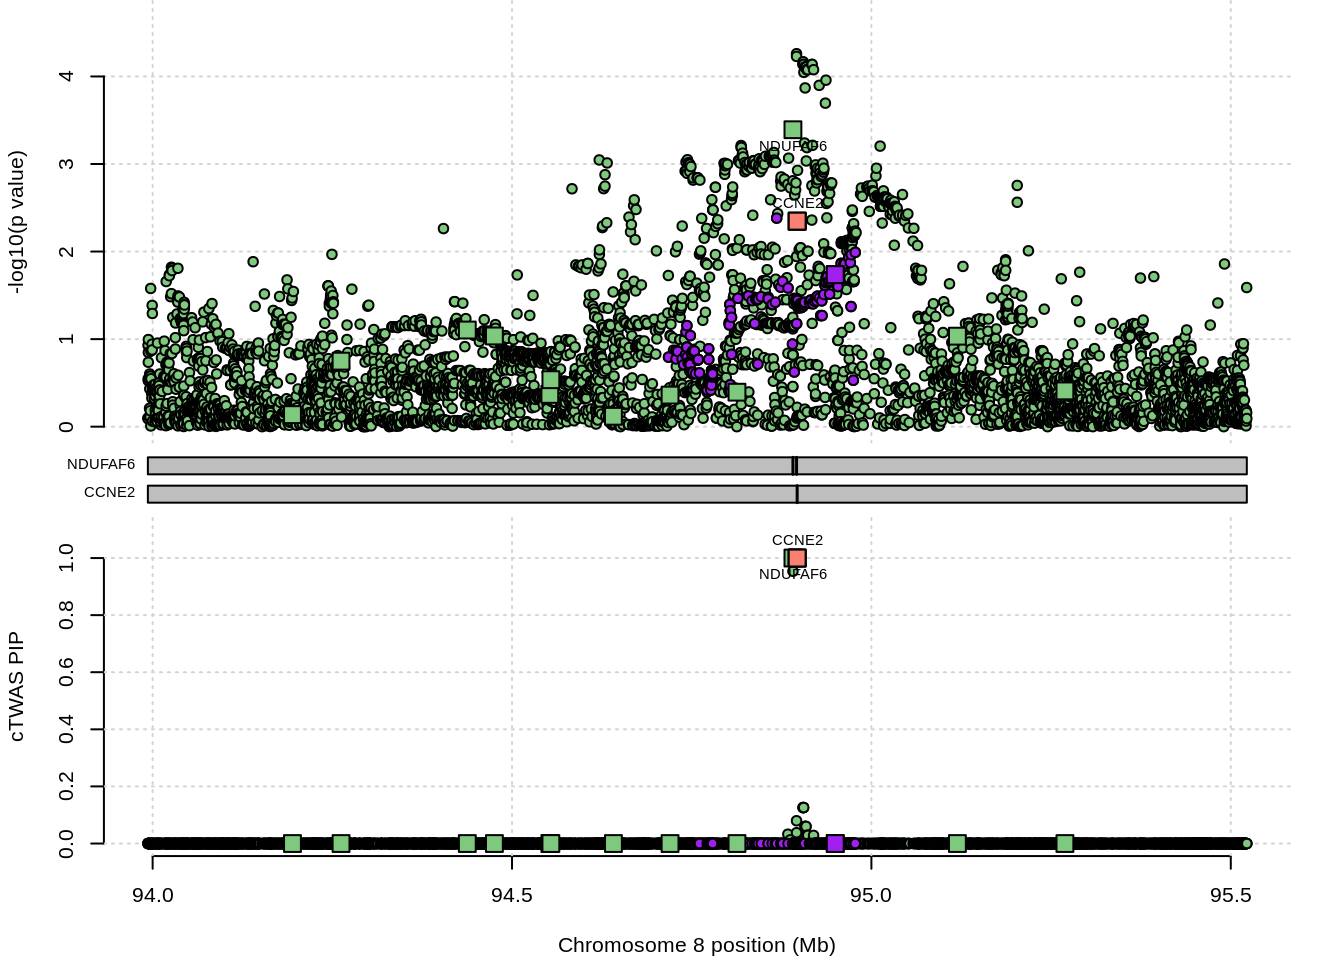 4
3
2
1
0
-log10(p value)
NDUFAF6
CCNE2
NDUFAF6
CCNE2
CCNE2
NDUFAF6
1.0
0.8
0.6
0.4
0.2
0.0
cTWAS PIP
94.0 94.5 95.0 95.5
Chromosome 8 position (Mb)